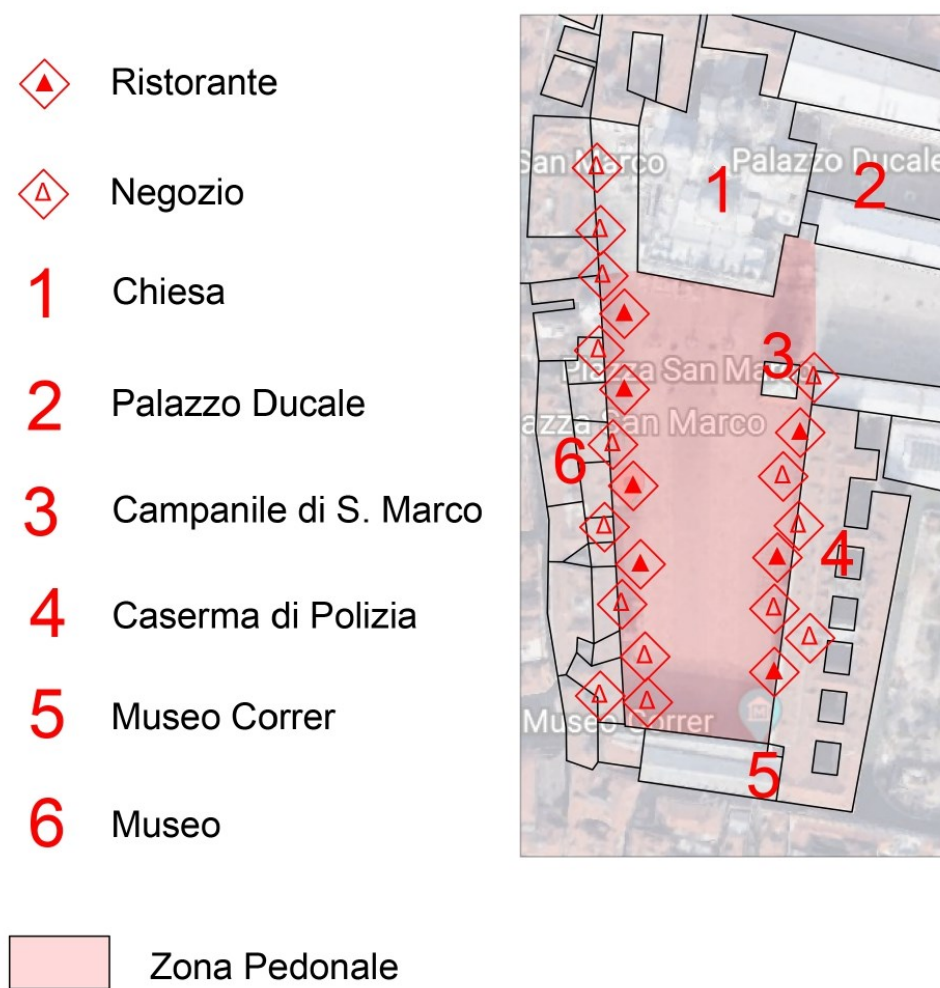 Ristorante
Negozio
1 Chiesa
2 Palazzo Ducale
3 Campanile di S. Marco
4 Caserma di Polizia
5 Museo Correr
6 Museo
Zona Pedonale
San Marco
Palazzo Ducale
1
2
3
Piazza San Marco
azza San Marco
6
4
Museo Correr
5